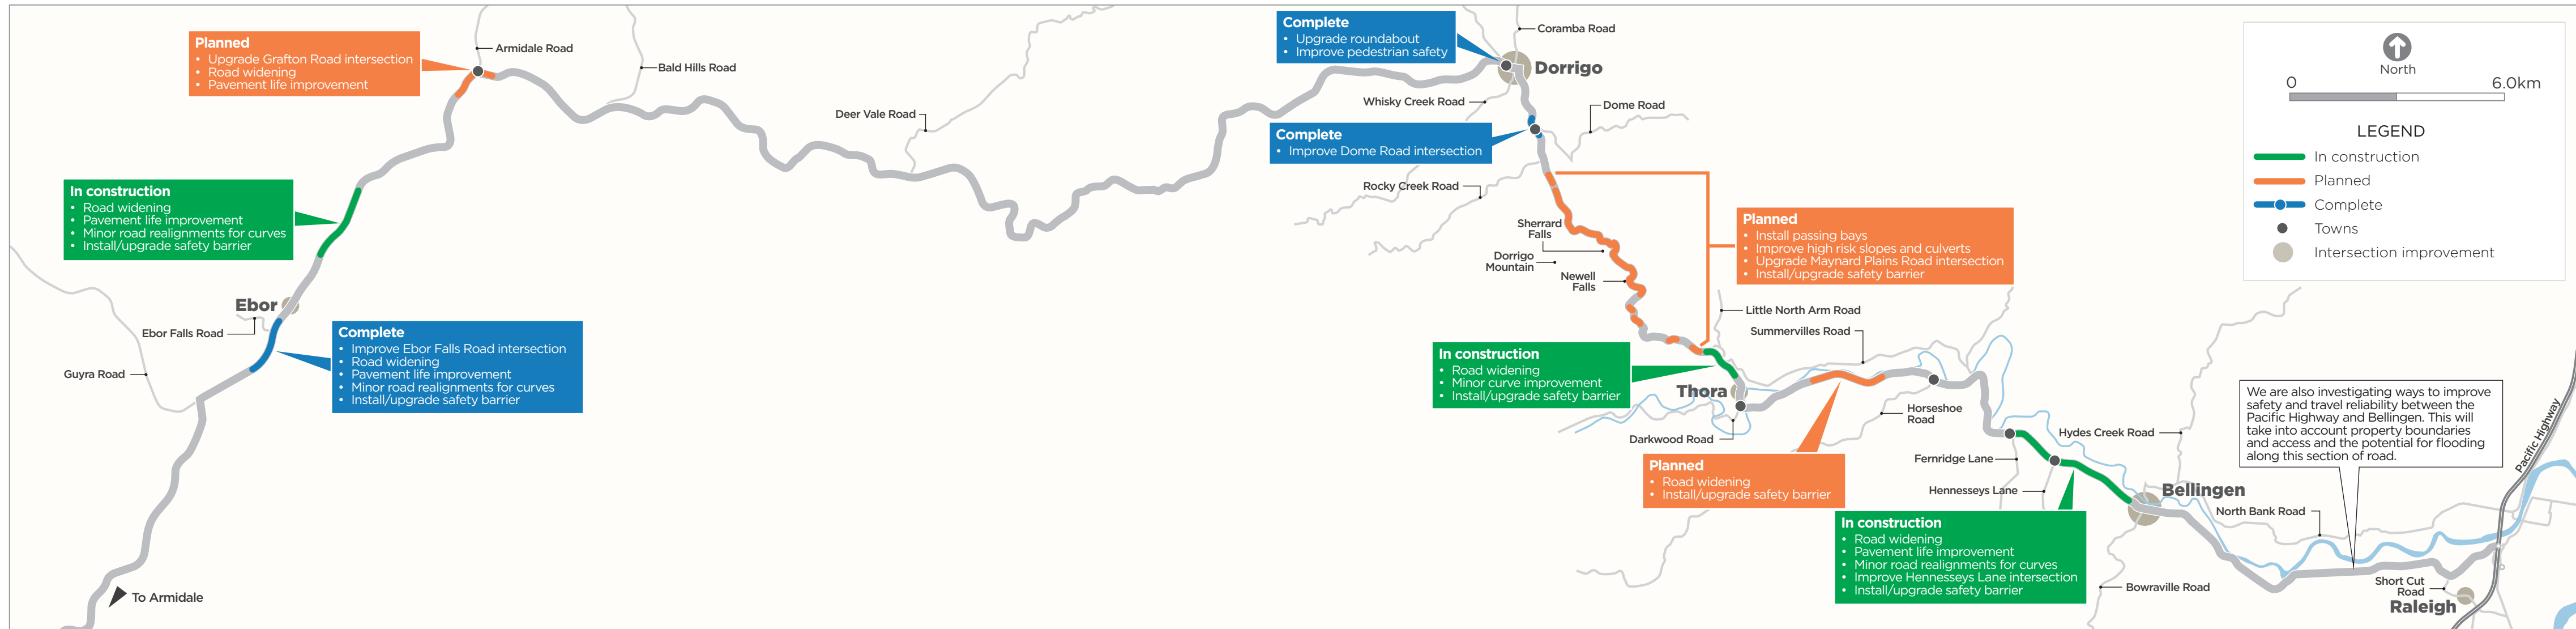 Planned
• Upgrade Grafton Road intersection
• Road widening
• Pavement life improvement
Armidale Road
Bald Hills Road
Deer Vale Road
Complete
• Upgrade roundabout
• Improve pedestrian safety
Coramba Road
Dorrigo
Whisky Creek Road
Dome Road
Complete
• Improve Dome Road intersection
Rocky Creek Road
In construction
• Road widening
• Pavement life improvement
• Minor road realignments for curves
• Install/upgrade safety barrier
Ebor
Ebor Falls Road
Guyra Road
Complete
• Improve Ebor Falls Road intersection
• Road widening
• Pavement life improvement
• Minor road realignments for curves
• Install/upgrade safety barrier
To Armidale
Sherrard
Falls
Dorrigo
Mountain
Newell
Falls
Planned
• Install passing bays
• Improve high risk slopes and culverts
• Upgrade Maynard Plains Road intersection
• Install/upgrade safety barrier
Little North Arm Road
Summervilles Road
In construction
• Road widening
• Minor curve improvement
• Install/upgrade safety barrier
Thora
Darkwood Road
Horseshoe
Road
Planned
• Road widening
• Install/upgrade safety barrier
Fernridge Lane
Hennesseys Lane
Hydes Creek Road
Bellingen
In construction
• Road widening
• Pavement life improvement
• Minor road realignments for curves
• Improve Hennesseys Lane intersection
• Install/upgrade safety barrier
Bowraville Road
North Bank Road
We are also investigating ways to improve
safety and travel reliability between the
Pacific Highway and Bellingen. This will
take into account property boundaries
and access and the potential for flooding
along this section of road.
Pacific Highway
Short Cut
Road
Raleigh
North
0 6.0km
LEGEND
In construction
Planned
Complete
Towns
Intersection improvement